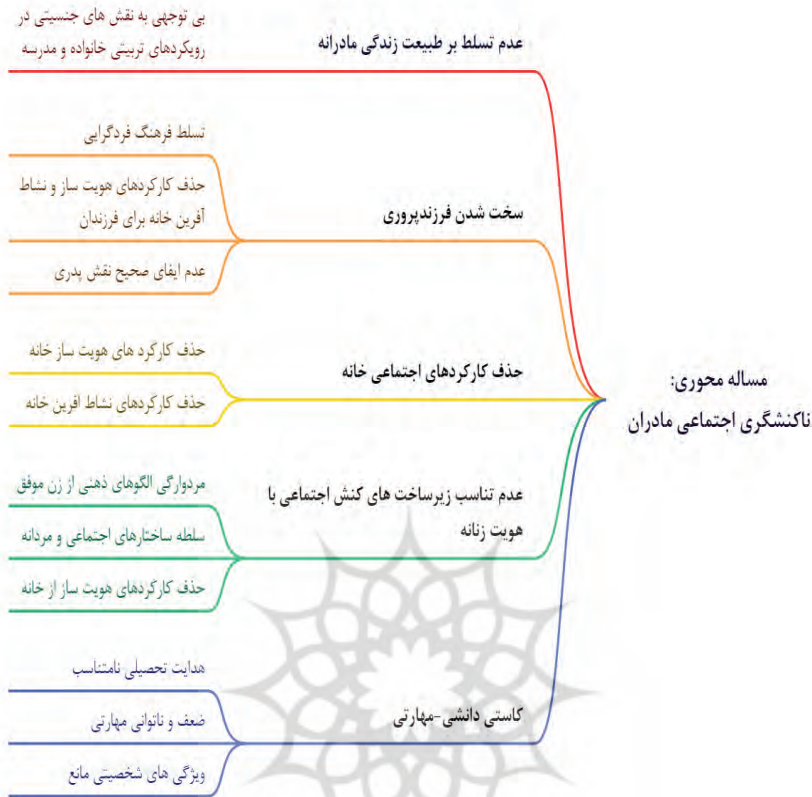 مساله محوری:
ناکنشگری اجتماعی مادران
عدم تسلط بر طبیعت زندگی مادرانه
بی توجهی به نقش های جنسیتی در
رویکردهای تربیتی خانواده و مدرسه
سخت شدن فرزندپروری
تسلط فرهنگ فردگرایی
حذف کارکردهای هویت ساز و نشاط
آفرین خانه برای فرزندان
عدم ایفای صحیح نقش پدری
حذف کارکردهای اجتماعی خانه
حذف کارکرد های هویت ساز خانه
حذف کارکردهای نشاط افرین خانه
عدم تناسب زیرساخت های کنش اجتماعی با
هویت زنانه
مردوارگی الگوهای ذهنی از زن موفق
سلطه ساختارهای اجتماعی و مردانه
حذف کارکردهای هویت ساز از خانه
کاستی دانشی-مهارتی
هدایت تحصیلی نامتناسب
ضعف و ناتوانی مهارتی
ویژگی های شخصیتی مانع